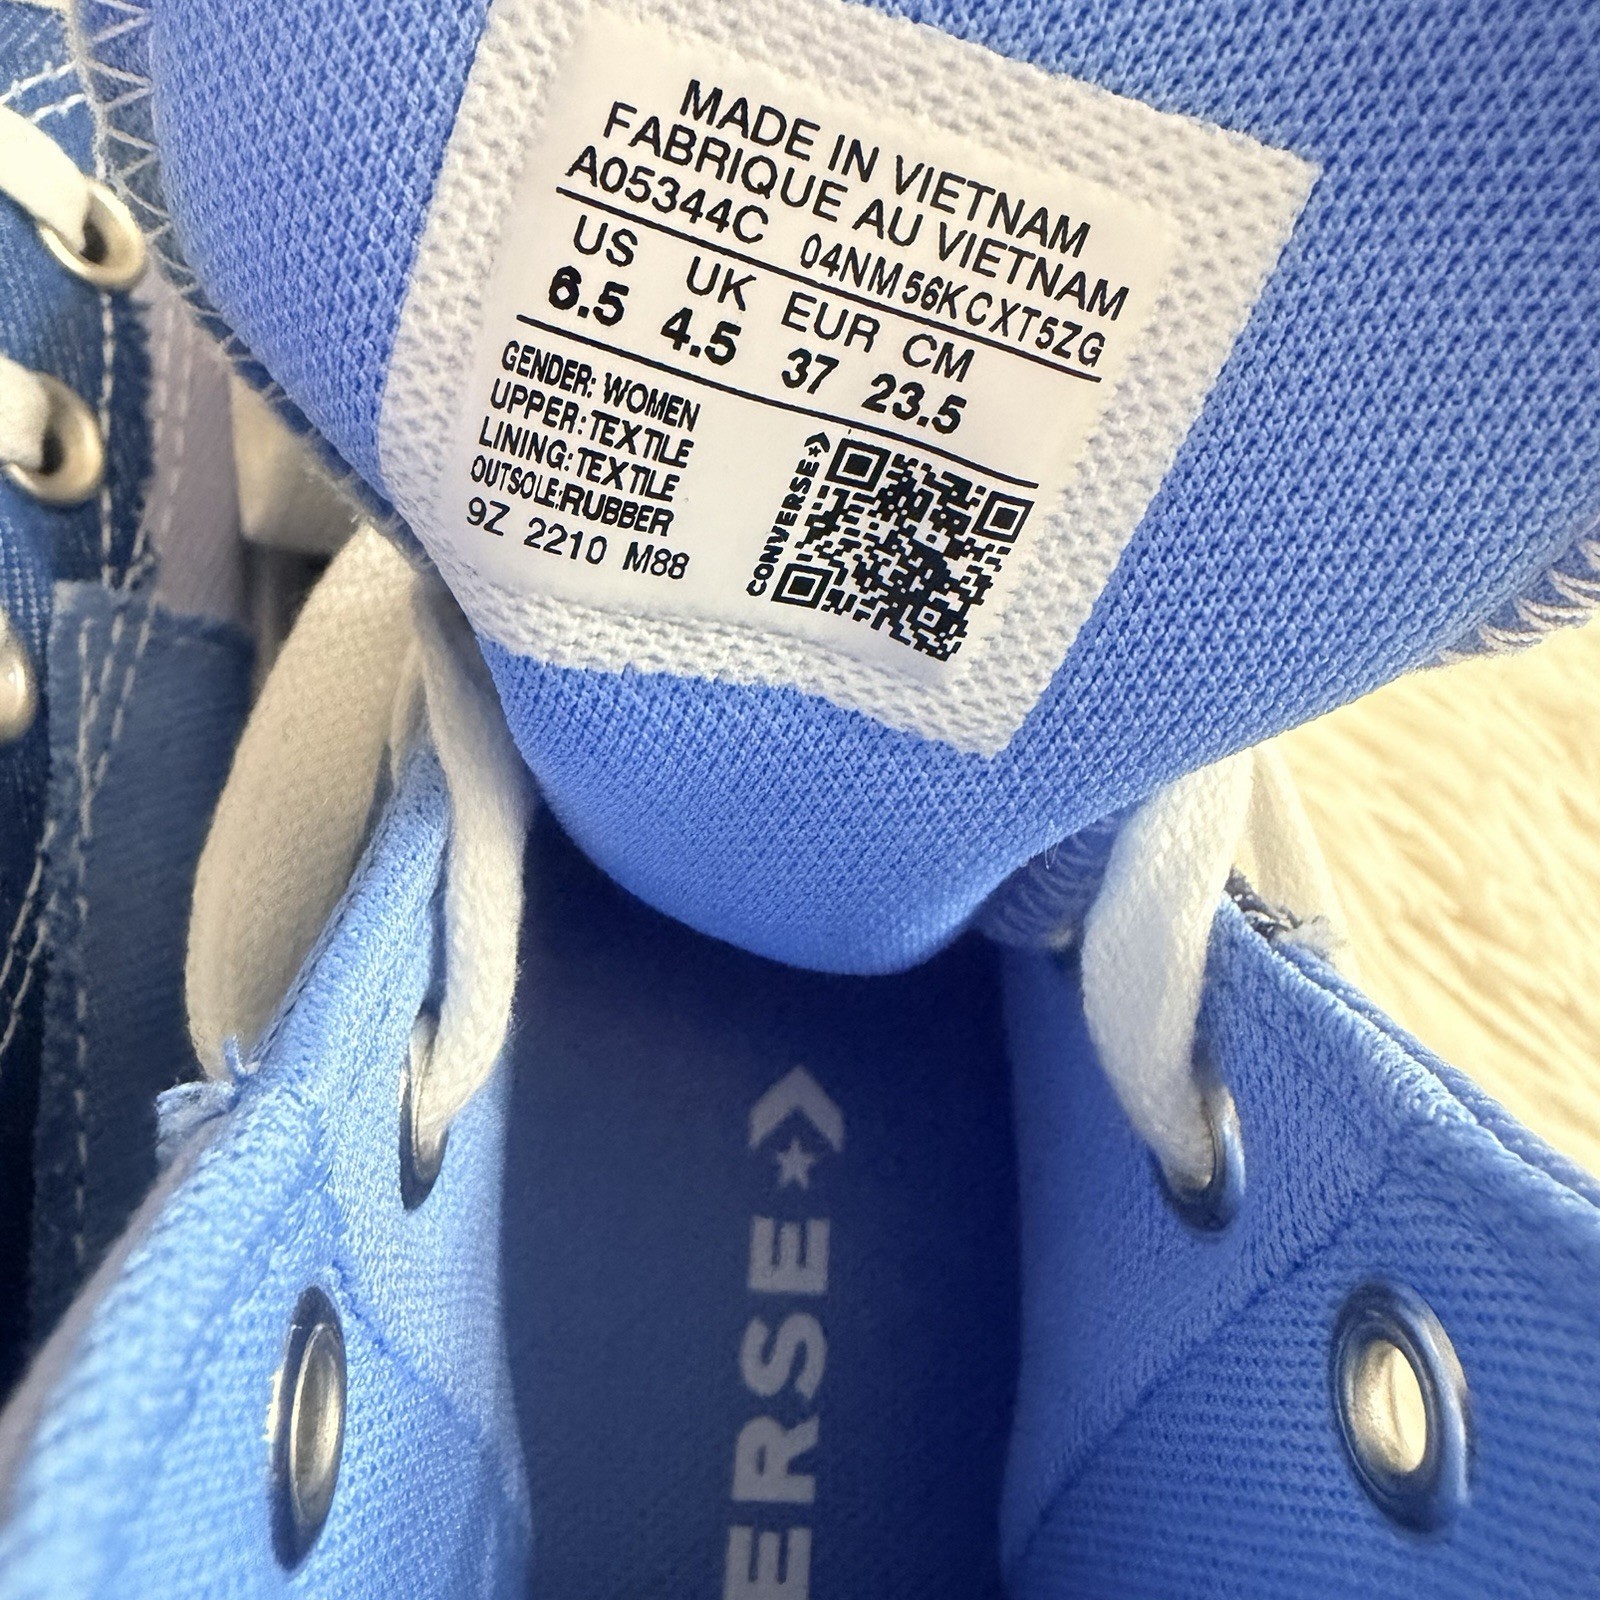 MADE IN VIETNAM
FABRIQUE AU VIETNAM
A05344C 04NM56KCXT5ZG
US UK EUR CM
6.5 4.5 37 23.5
GENDER: WOMEN
UPPER: TEXTILE
LINING: TEXTILE
OUTSOLE:RUBBER
9Z 2210 M88
CONVERSE
ERSE